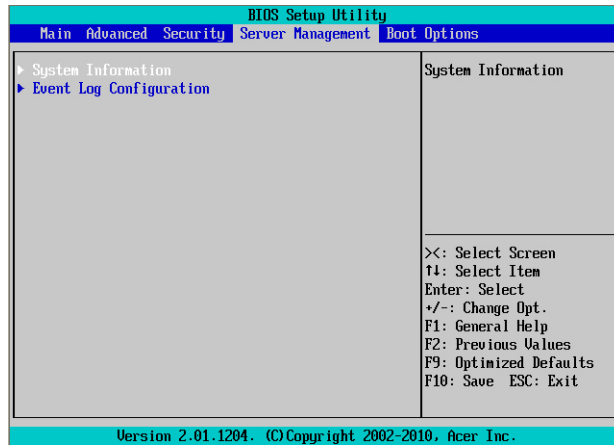 BIOS Setup Utility
Main Advanced Security Server Management Boot Options
System Information
Event Log Configuration
System Information
><: Select Screen
↑↓: Select Item
Enter: Select
+/-: Change Opt.
F1: General Help
F2: Previous Values
F9: Optimized Defaults
F10: Save ESC: Exit
Version 2.01.1204. (C)Copyright 2002-2010, Acer Inc.